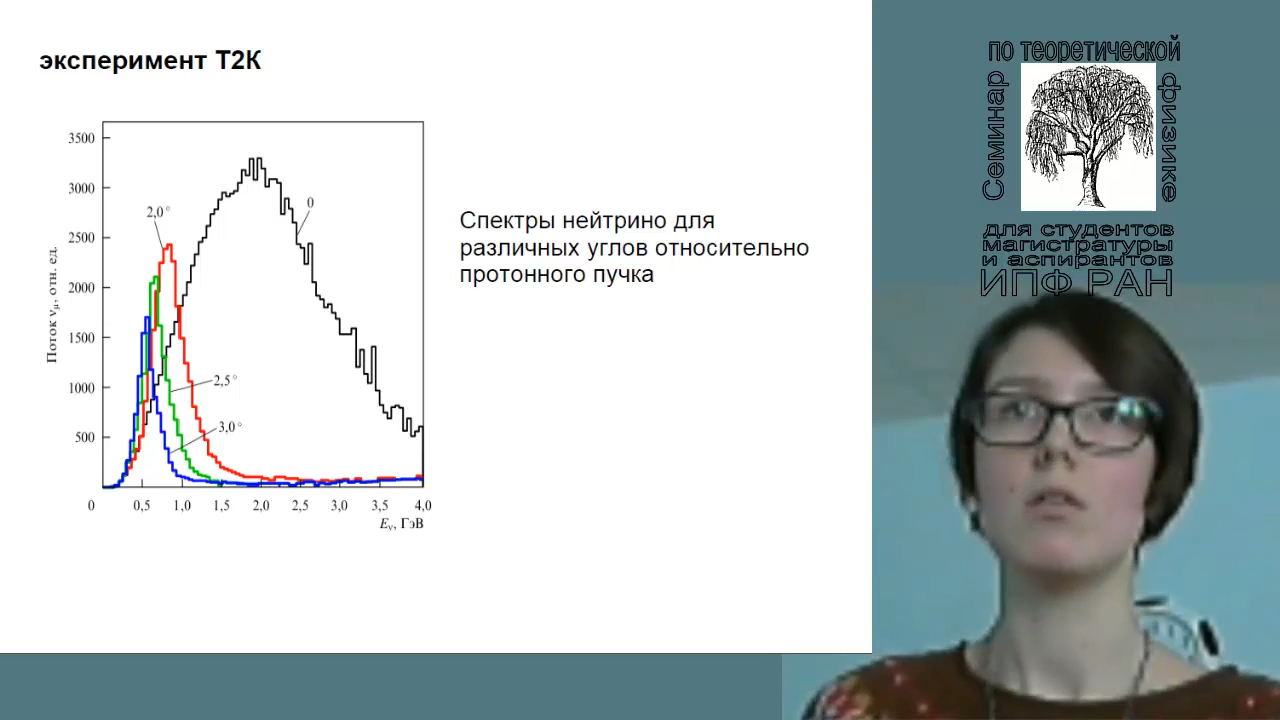 эксперимент Т2К
3500
3000
2500
2000
1500
1000
500
0
0,5
1,0
1,5
2,0
2,5
3,0
3,5
4,0
Eν, ГэВ
Поток νμ, отн. ед.
2,0°
0
2,5°
3,0°
Спектры нейтрино для
различных углов относительно
протонного пучка
Семинар
по теоретической
физике
для студентов
магистратуры
и аспирантов
ИПФ РАН